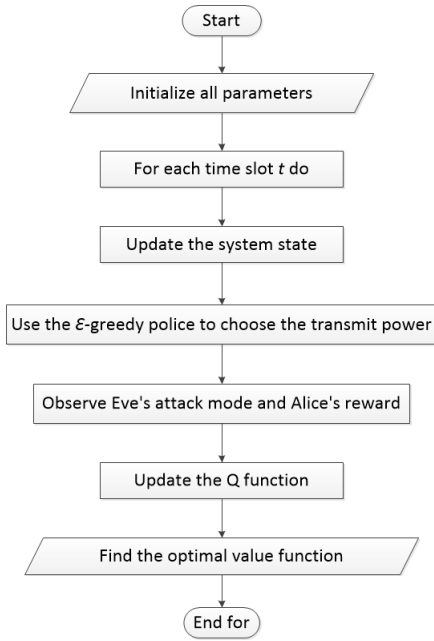 Start
Initialize all parameters
For each time slot t do
Update the system state
Use the Ɛ-greedy police to choose the transmit power
Observe Eve's attack mode and Alice's reward
Update the Q function
Find the optimal value function
End for